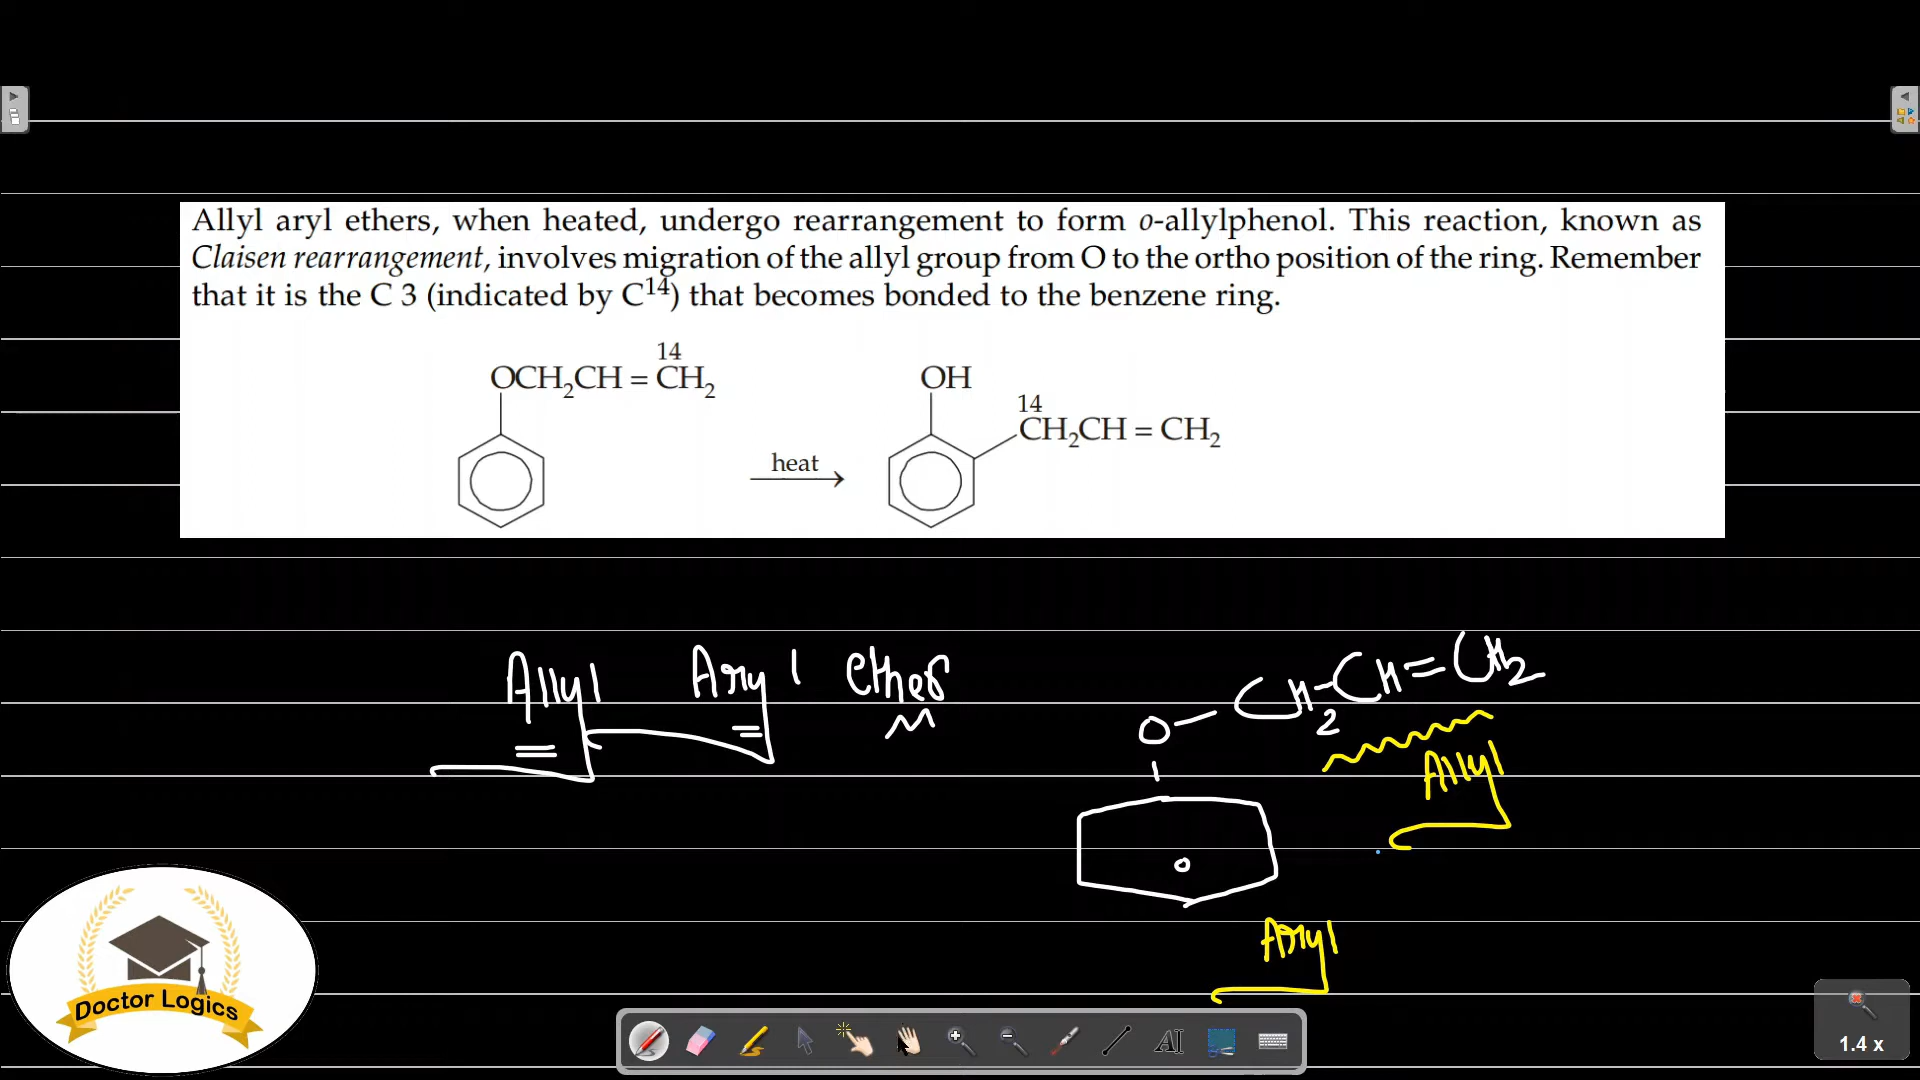 Allyl aryl ethers, when heated, undergo rearrangement to form o-allylphenol. This reaction, known as
Claisen rearrangement, involves migration of the allyl group from O to the ortho position of the ring. Remember
that it is the C 3 (indicated by C¹⁴) that becomes bonded to the benzene ring.
14
OCH₂CH = CH₂
OH
14
CH₂CH = CH₂
heat
Allyl Aryl Ether
O-CH₂-CH=CH₂
Allyl
Aryl
Doctor Logics
AI
1.4 x